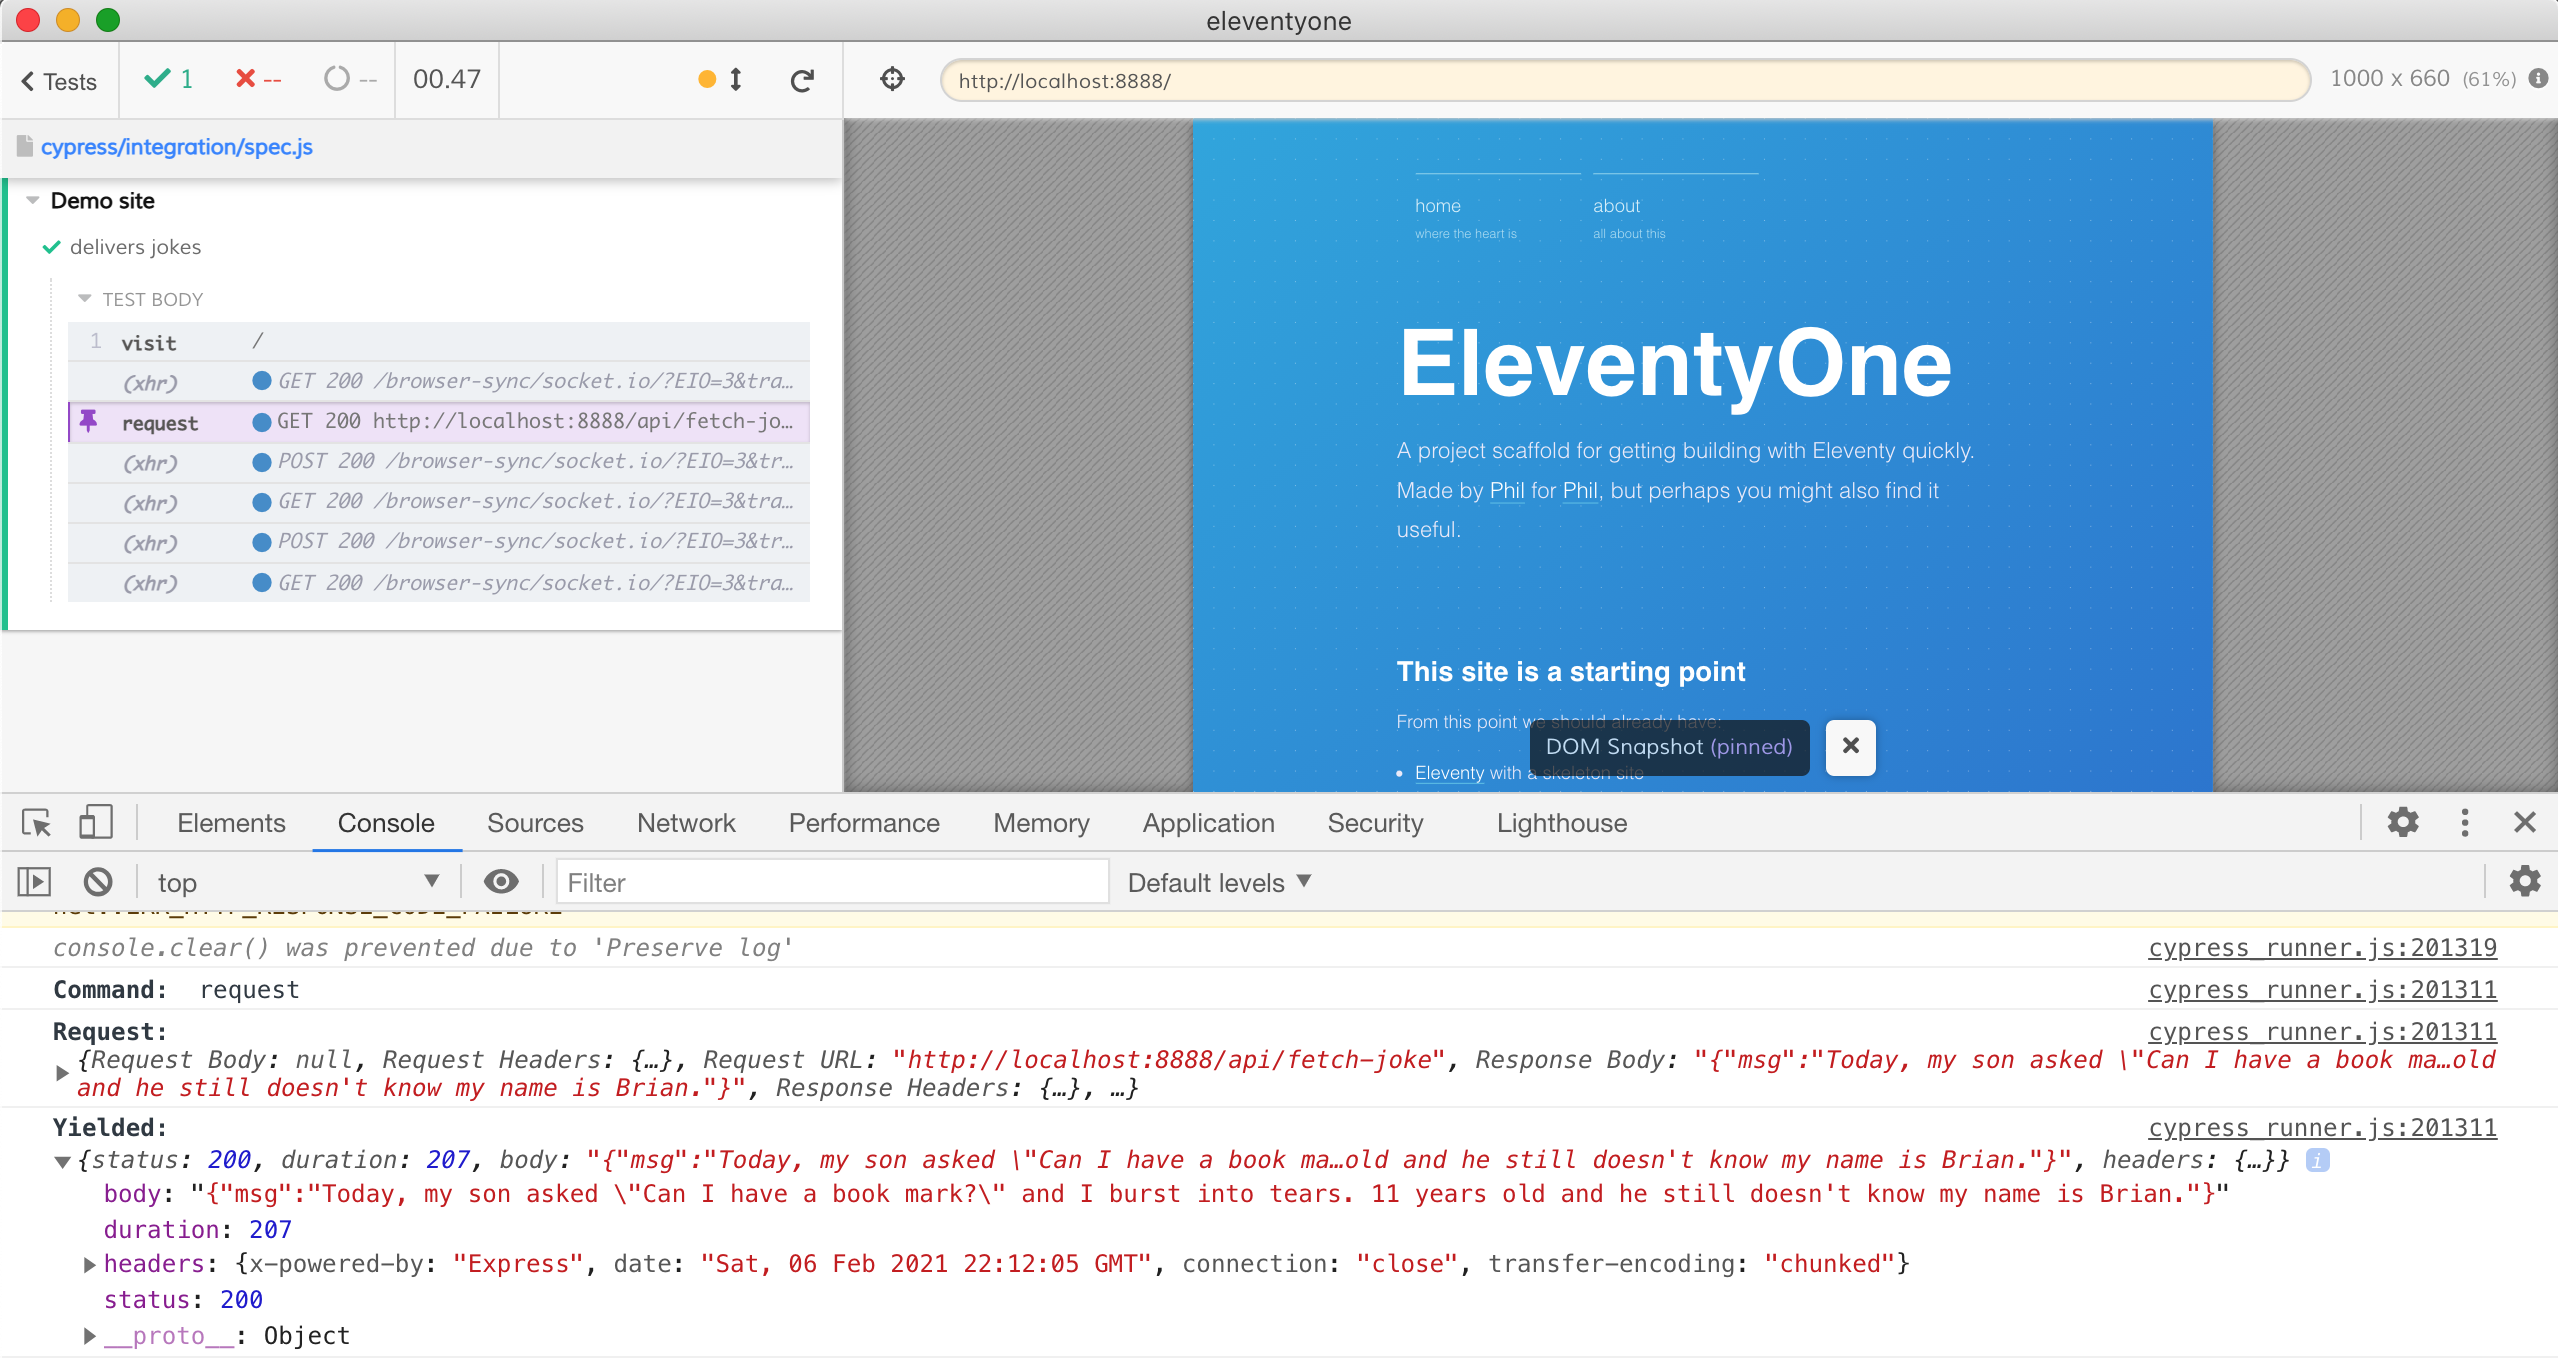 eleventyone
Tests
1
--
--
00.47
http://localhost:8888/
1000 x 660 (61%)
cypress/integration/spec.js
Demo site
delivers jokes
TEST BODY
1 visit /
(xhr) GET 200 /browser-sync/socket.io/?EIO=3&tra…
request GET 200 http://localhost:8888/api/fetch-jo…
(xhr) POST 200 /browser-sync/socket.io/?EIO=3&tr…
(xhr) GET 200 /browser-sync/socket.io/?EIO=3&tra…
(xhr) POST 200 /browser-sync/socket.io/?EIO=3&tr…
(xhr) GET 200 /browser-sync/socket.io/?EIO=3&tra…
home about
where the heart is all about this
EleventyOne
A project scaffold for getting building with Eleventy quickly.
Made by Phil for Phil, but perhaps you might also find it
useful.
This site is a starting point
From this point we should already have:
DOM Snapshot (pinned)
• Eleventy with a skeleton site
Elements Console Sources Network Performance Memory Application Security Lighthouse
top Filter Default levels
console.clear() was prevented due to 'Preserve log' cypress_runner.js:201319
Command: request cypress_runner.js:201311
Request: cypress_runner.js:201311
{Request Body: null, Request Headers: {…}, Request URL: "http://localhost:8888/api/fetch-joke", Response Body: "{"msg":"Today, my son asked \"Can I have a book ma…old
and he still doesn't know my name is Brian."}", Response Headers: {…}, …}
Yielded: cypress_runner.js:201311
{status: 200, duration: 207, body: "{"msg":"Today, my son asked \"Can I have a book ma…old and he still doesn't know my name is Brian."}", headers: {…}} i
body: "{"msg":"Today, my son asked \"Can I have a book mark?\" and I burst into tears. 11 years old and he still doesn't know my name is Brian."}"
duration: 207
headers: {x-powered-by: "Express", date: "Sat, 06 Feb 2021 22:12:05 GMT", connection: "close", transfer-encoding: "chunked"}
status: 200
__proto__: Object